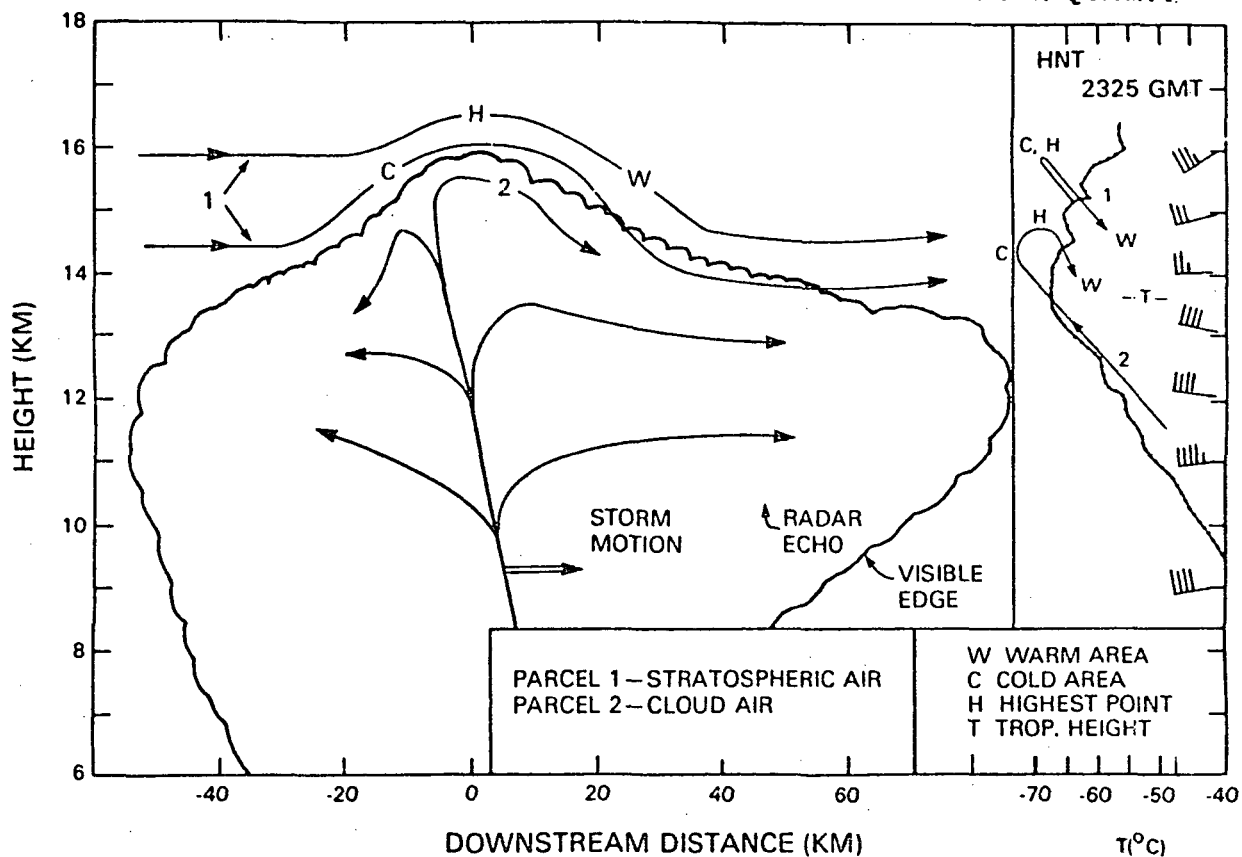 18
16
14
12
10
8
6
HEIGHT (KM)
H
C
W
1
2
STORM
MOTION
RADAR
ECHO
VISIBLE
EDGE
PARCEL 1—STRATOSPHERIC AIR
PARCEL 2—CLOUD AIR
-40
-20
0
20
40
60
DOWNSTREAM DISTANCE (KM)
-70
-60
-50
-40
-40
T(°C)
HNT
2325 GMT
C, H
1
H
W
C
W
-T-
2
W WARM AREA
C COLD AREA
H HIGHEST POINT
T TROP. HEIGHT